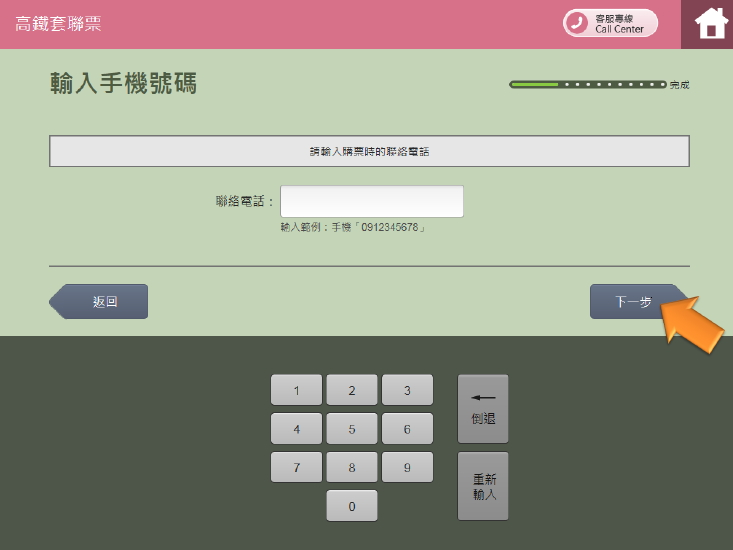 高鐵套聯票
客服專線
Call Center
輸入手機號碼
完成
請輸入購票時的聯絡電話
聯絡電話：
輸入範例：手機「0912345678」
返回
下一步
1 2 3
倒退
4 5 6
7 8 9
重新
輸入
0